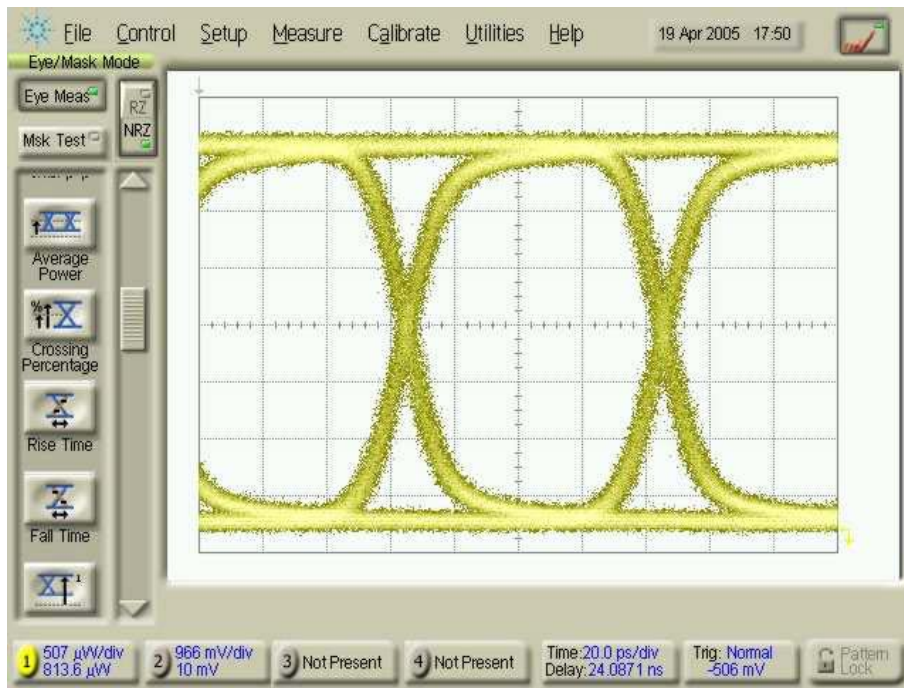 File Control Setup Measure Calibrate Utilities Help 19 Apr 2005 17:50
Eye/Mask Mode
Eye Meas
RZ
NRZ
Msk Test
Average
Power
%
Crossing
Percentage
Rise Time
Fall Time
1
1 507 µW/div
813.6 µW
2 966 mV/div
10 mV
3 Not Present
4 Not Present
Time:20.0 ps/div
Delay:24.0871 ns
Trig: Normal
-506 mV
Pattern
Lock